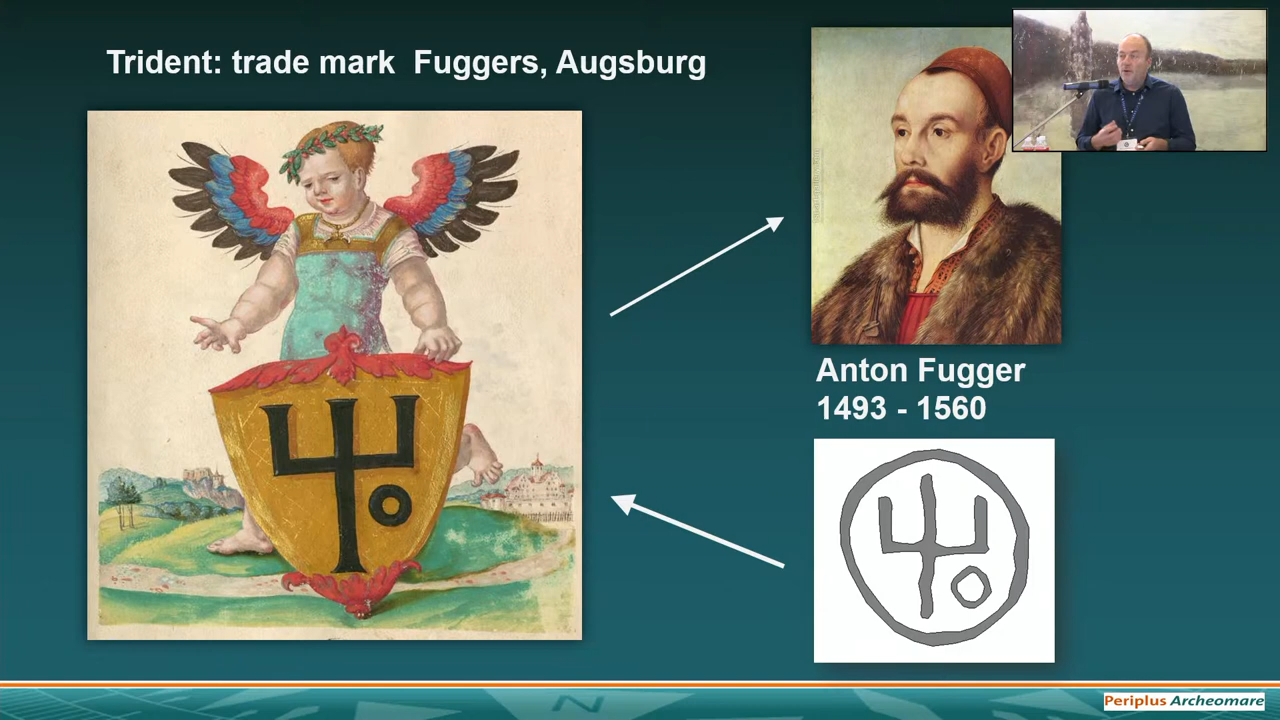 Trident: trade mark  Fuggers, Augsburg
Anton Fugger
1493 - 1560
Periplus Archeomare